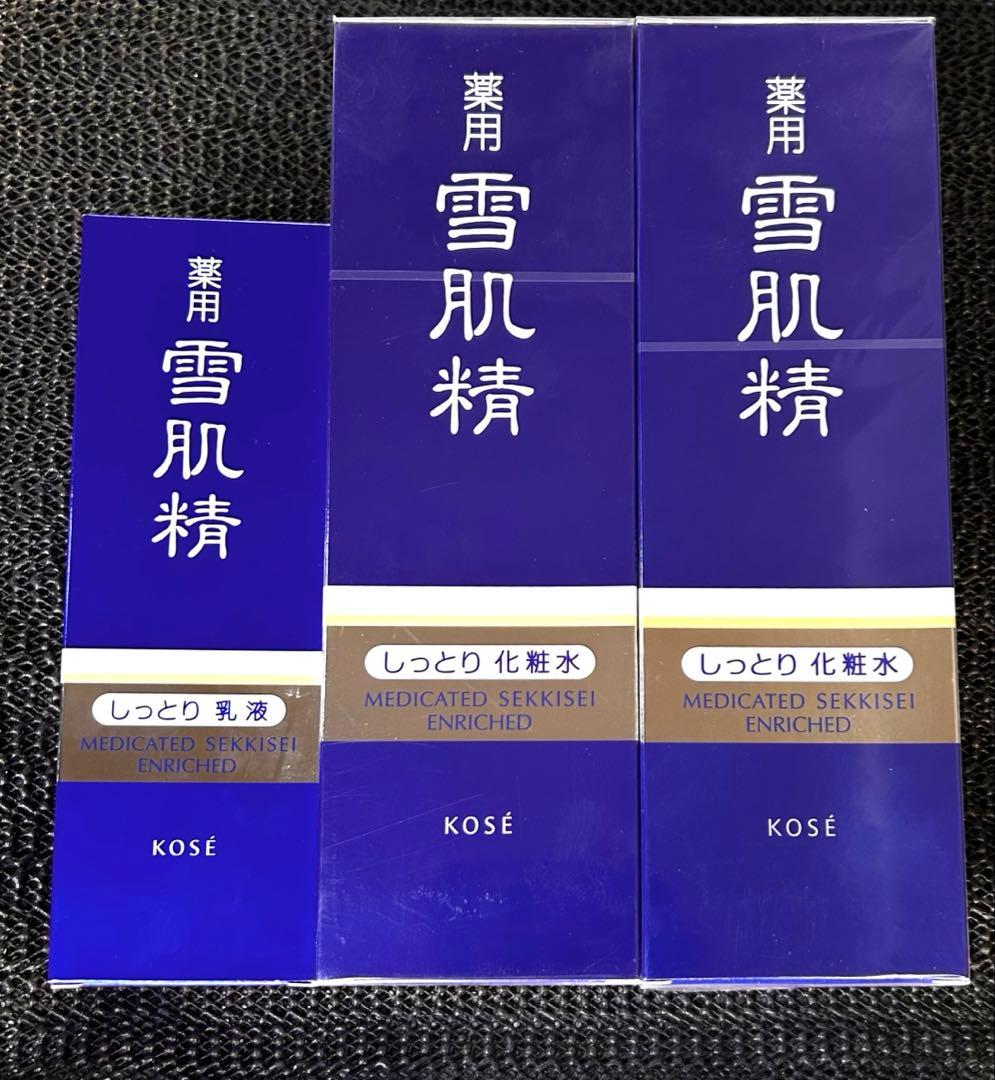 薬用
雪肌精
しっとり 乳液
MEDICATED SEKKISEI
ENRICHED
KOSÉ
薬用
雪肌精
しっとり 化粧水
MEDICATED SEKKISEI
ENRICHED
KOSÉ
薬用
雪肌精
しっとり 化粧水
MEDICATED SEKKISEI
ENRICHED
KOSÉ